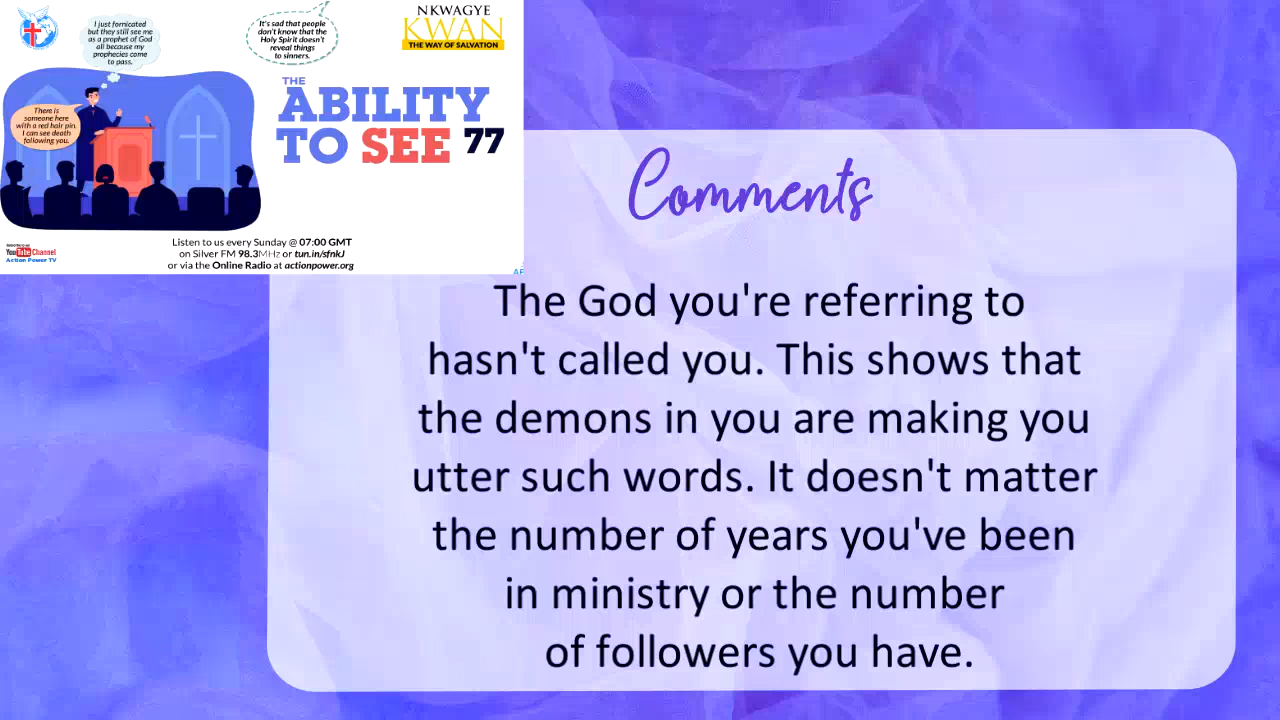 I just fornicated
but they still see me
as a prophet of God
all because my
prophecies come
to pass.
It's sad that people
don't know that the
Holy Spirit doesn't
reveal things
to sinners.
NKWAGYE
KWAN
THE WAY OF SALVATION
There is
someone here
with a red hair pin.
I can see death
following you.
THE
ABILITY
TO SEE 77
YouTube Channel
Action Power TV
Listen to us every Sunday @ 07:00 GMT
on Silver FM 98.3MHz or tun.in/sfnkJ
or via the Online Radio at actionpower.org
Comments
The God you're referring to
hasn't called you. This shows that
the demons in you are making you
utter such words. It doesn't matter
the number of years you've been
in ministry or the number
of followers you have.